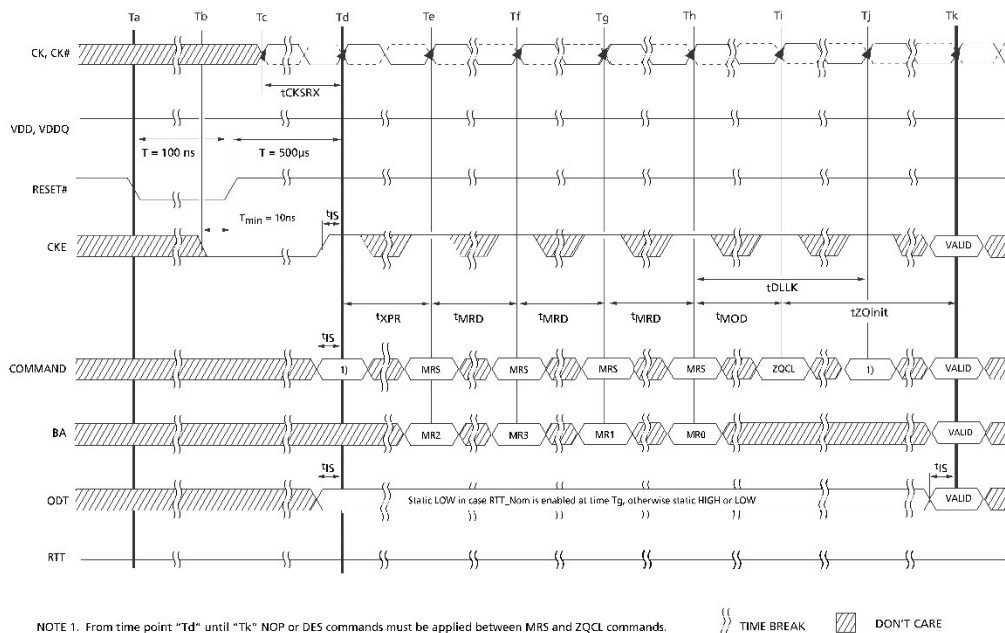 Ta Tb Tc Td Te Tf Tg Th Ti Tj Tk
CK, CK#
tCKSRX
VDD, VDDQ
T = 100 ns T = 500µs
RESET#
Tmin = 10ns tIS
CKE VALID
tDLLK
tXPR tMRD tMRD tMRD tMOD tZQinit
tIS
COMMAND 1) MRS MRS MRS MRS ZQCL 1) VALID
BA MR2 MR3 MR1 MR0 VALID
tIS tIS
ODT Static LOW in case RTT_Nom is enabled at time Tg, otherwise static HIGH or LOW VALID
RTT
NOTE 1. From time point "Td" until "Tk" NOP or DES commands must be applied between MRS and ZQCL commands. TIME BREAK DON'T CARE